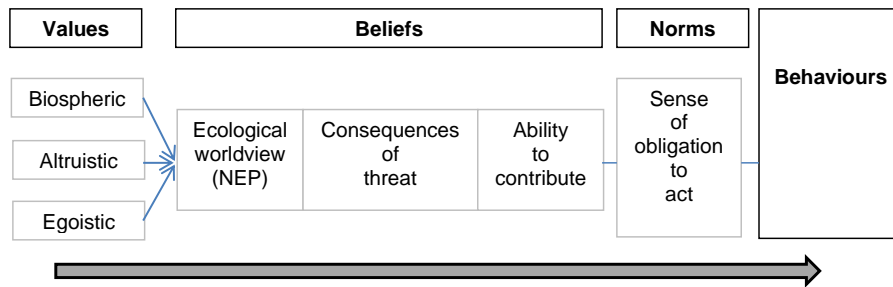 Values
Beliefs
Norms
Behaviours
Biospheric
Altruistic
Egoistic
Ecological
worldview
(NEP)
Consequences
of
threat
Ability
to
contribute
Sense
of
obligation
to
act